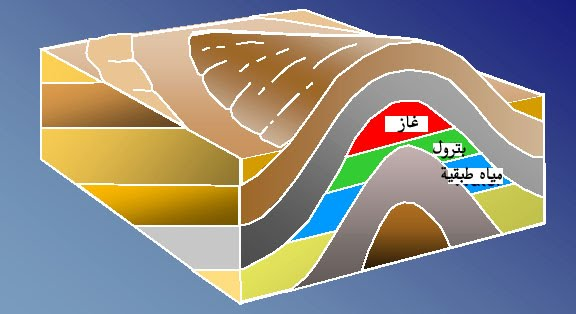 غاز
بترول
مياه طبقية